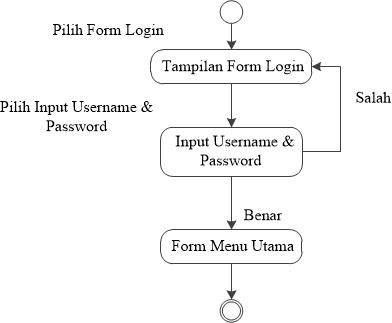 Pilih Form Login
Tampilan Form Login
Pilih Input Username &
Password
Salah
Input Username &
Password
Benar
Form Menu Utama